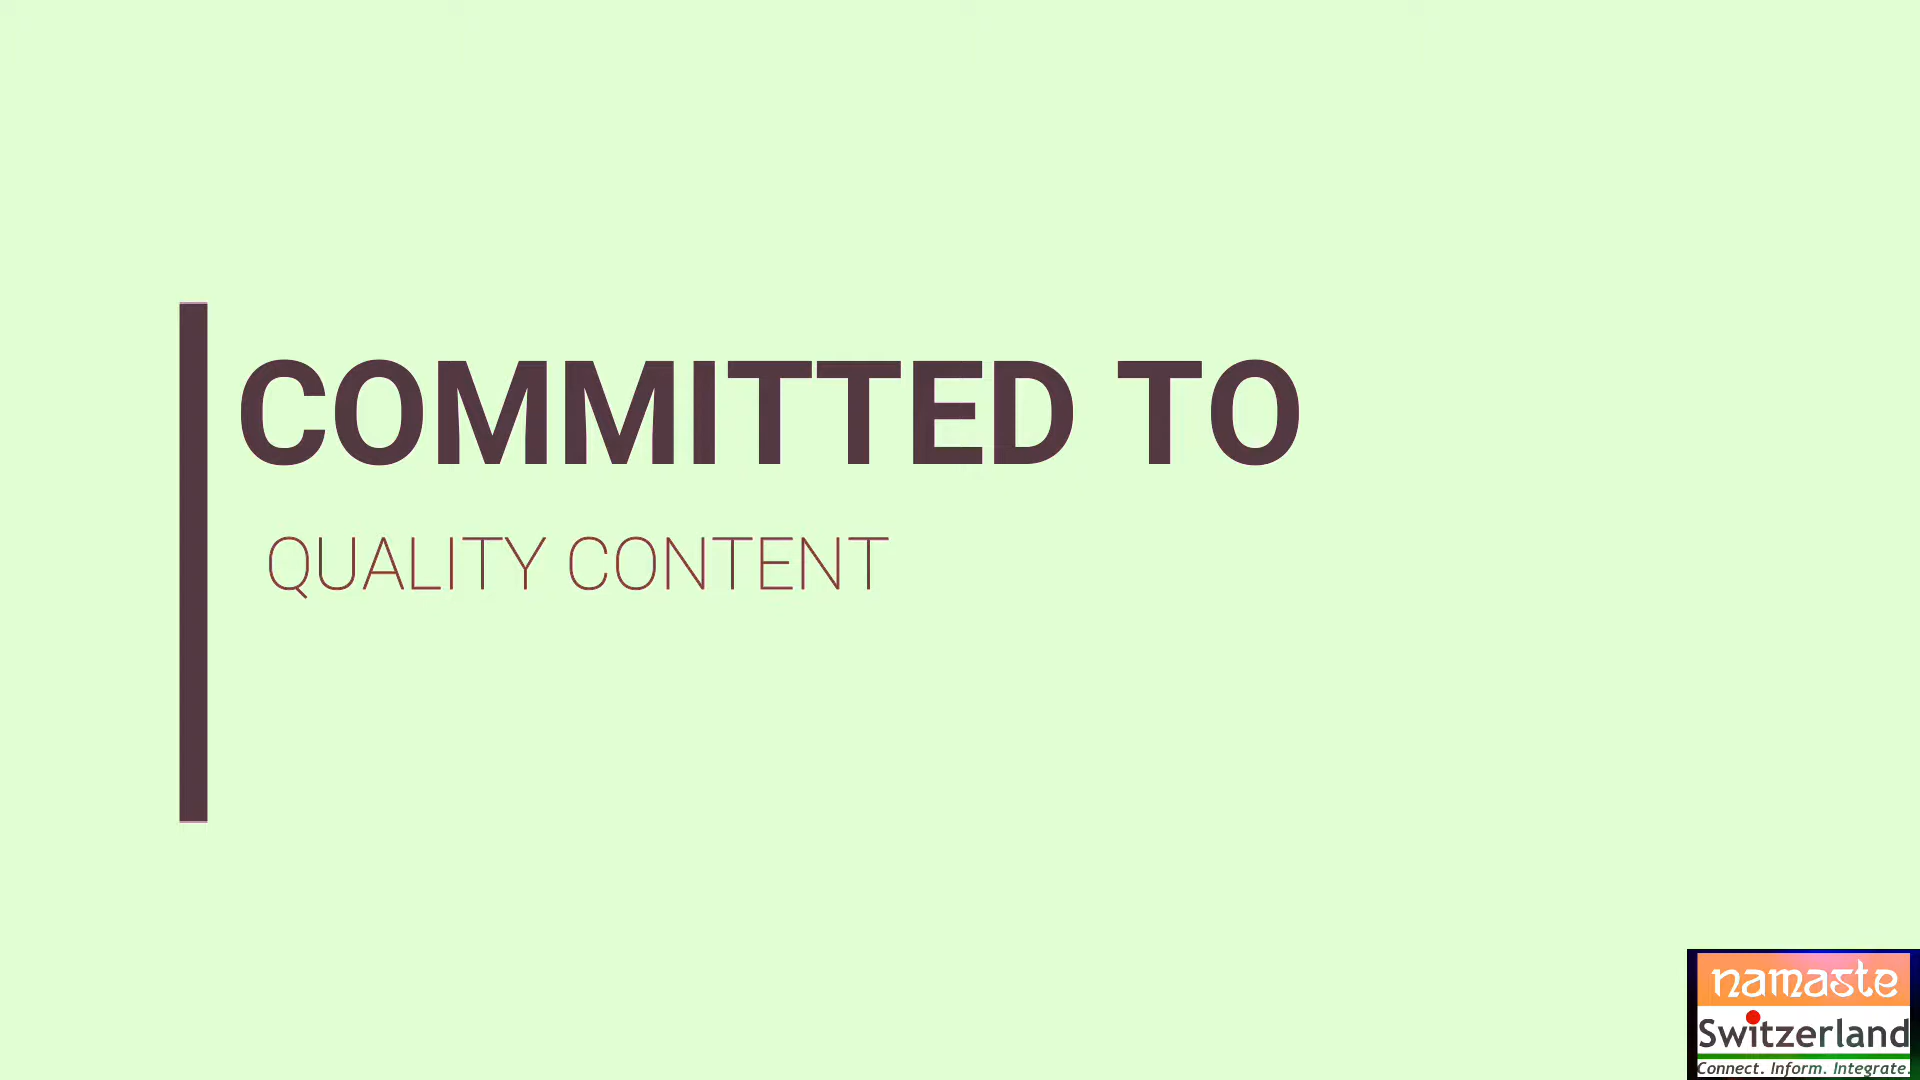 COMMITTED TO
QUALITY CONTENT
namaste
Switzerland
Connect. Inform. Integrate.